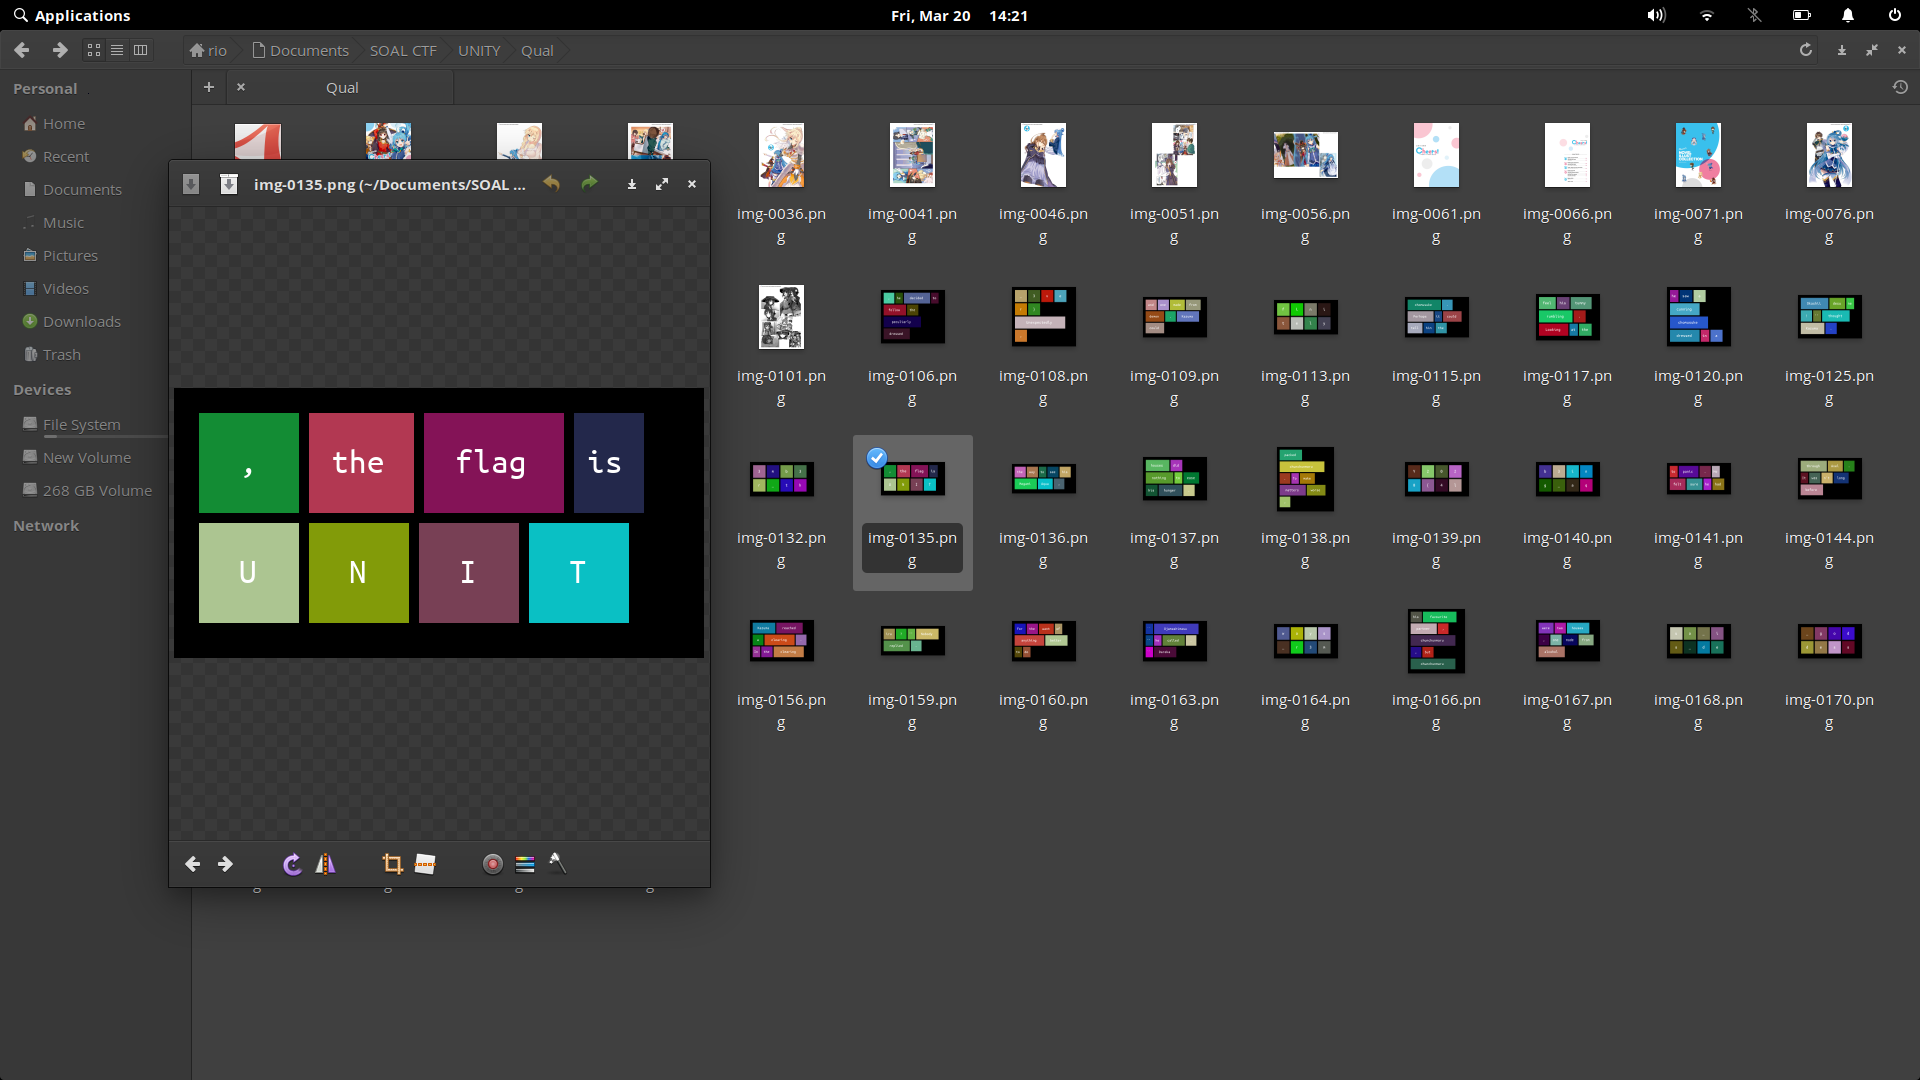 Applications
Fri, Mar 20 14:21
rio Documents SOAL CTF UNITY Qual
Qual
Personal
Home
Recent
Documents
Music
Pictures
Videos
Downloads
Trash
Devices
File System
New Volume
268 GB Volume
Network
img-0135.png (~/Documents/SOAL ...
, the flag is
U N I T
img-0036.png
img-0041.png
img-0046.png
img-0051.png
img-0056.png
img-0061.png
img-0066.png
img-0071.png
img-0076.png
img-0101.png
img-0106.png
img-0108.png
img-0109.png
img-0113.png
img-0115.png
img-0117.png
img-0120.png
img-0125.png
img-0132.png
img-0135.png
img-0136.png
img-0137.png
img-0138.png
img-0139.png
img-0140.png
img-0141.png
img-0144.png
img-0156.png
img-0159.png
img-0160.png
img-0163.png
img-0164.png
img-0166.png
img-0167.png
img-0168.png
img-0170.png
g g g g